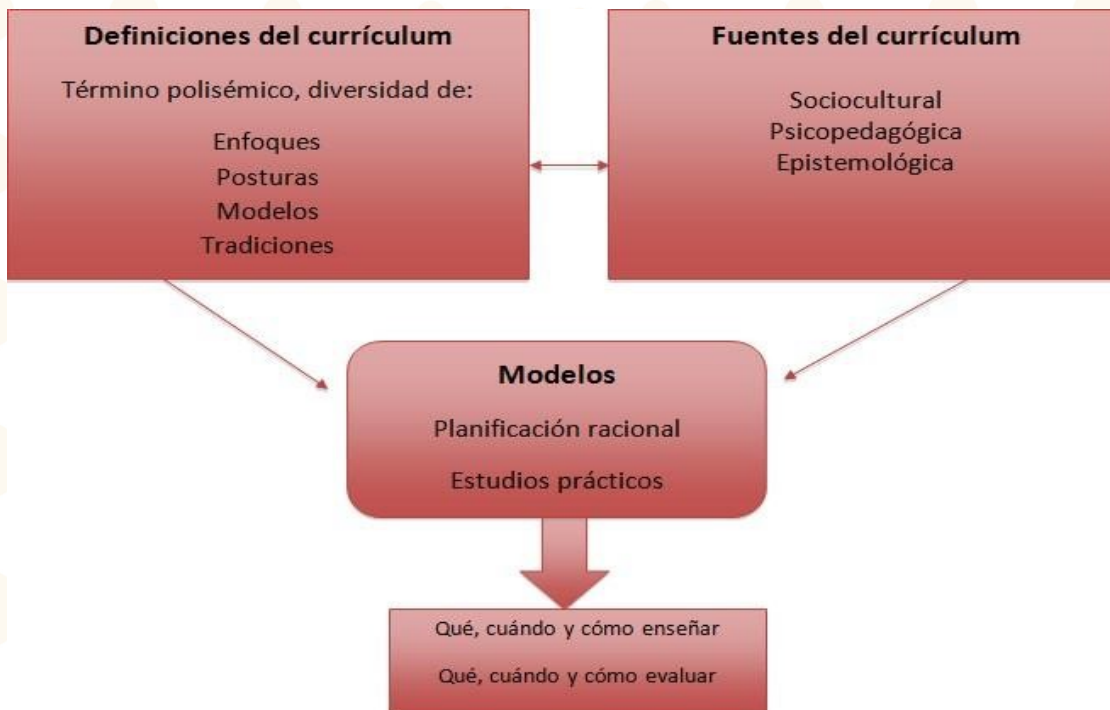 Definiciones del currículum
Término polisémico, diversidad de:
Enfoques
Posturas
Modelos
Tradiciones
Fuentes del currículum
Sociocultural
Psicopedagógica
Epistemológica
Modelos
Planificación racional
Estudios prácticos
Qué, cuándo y cómo enseñar
Qué, cuándo y cómo evaluar